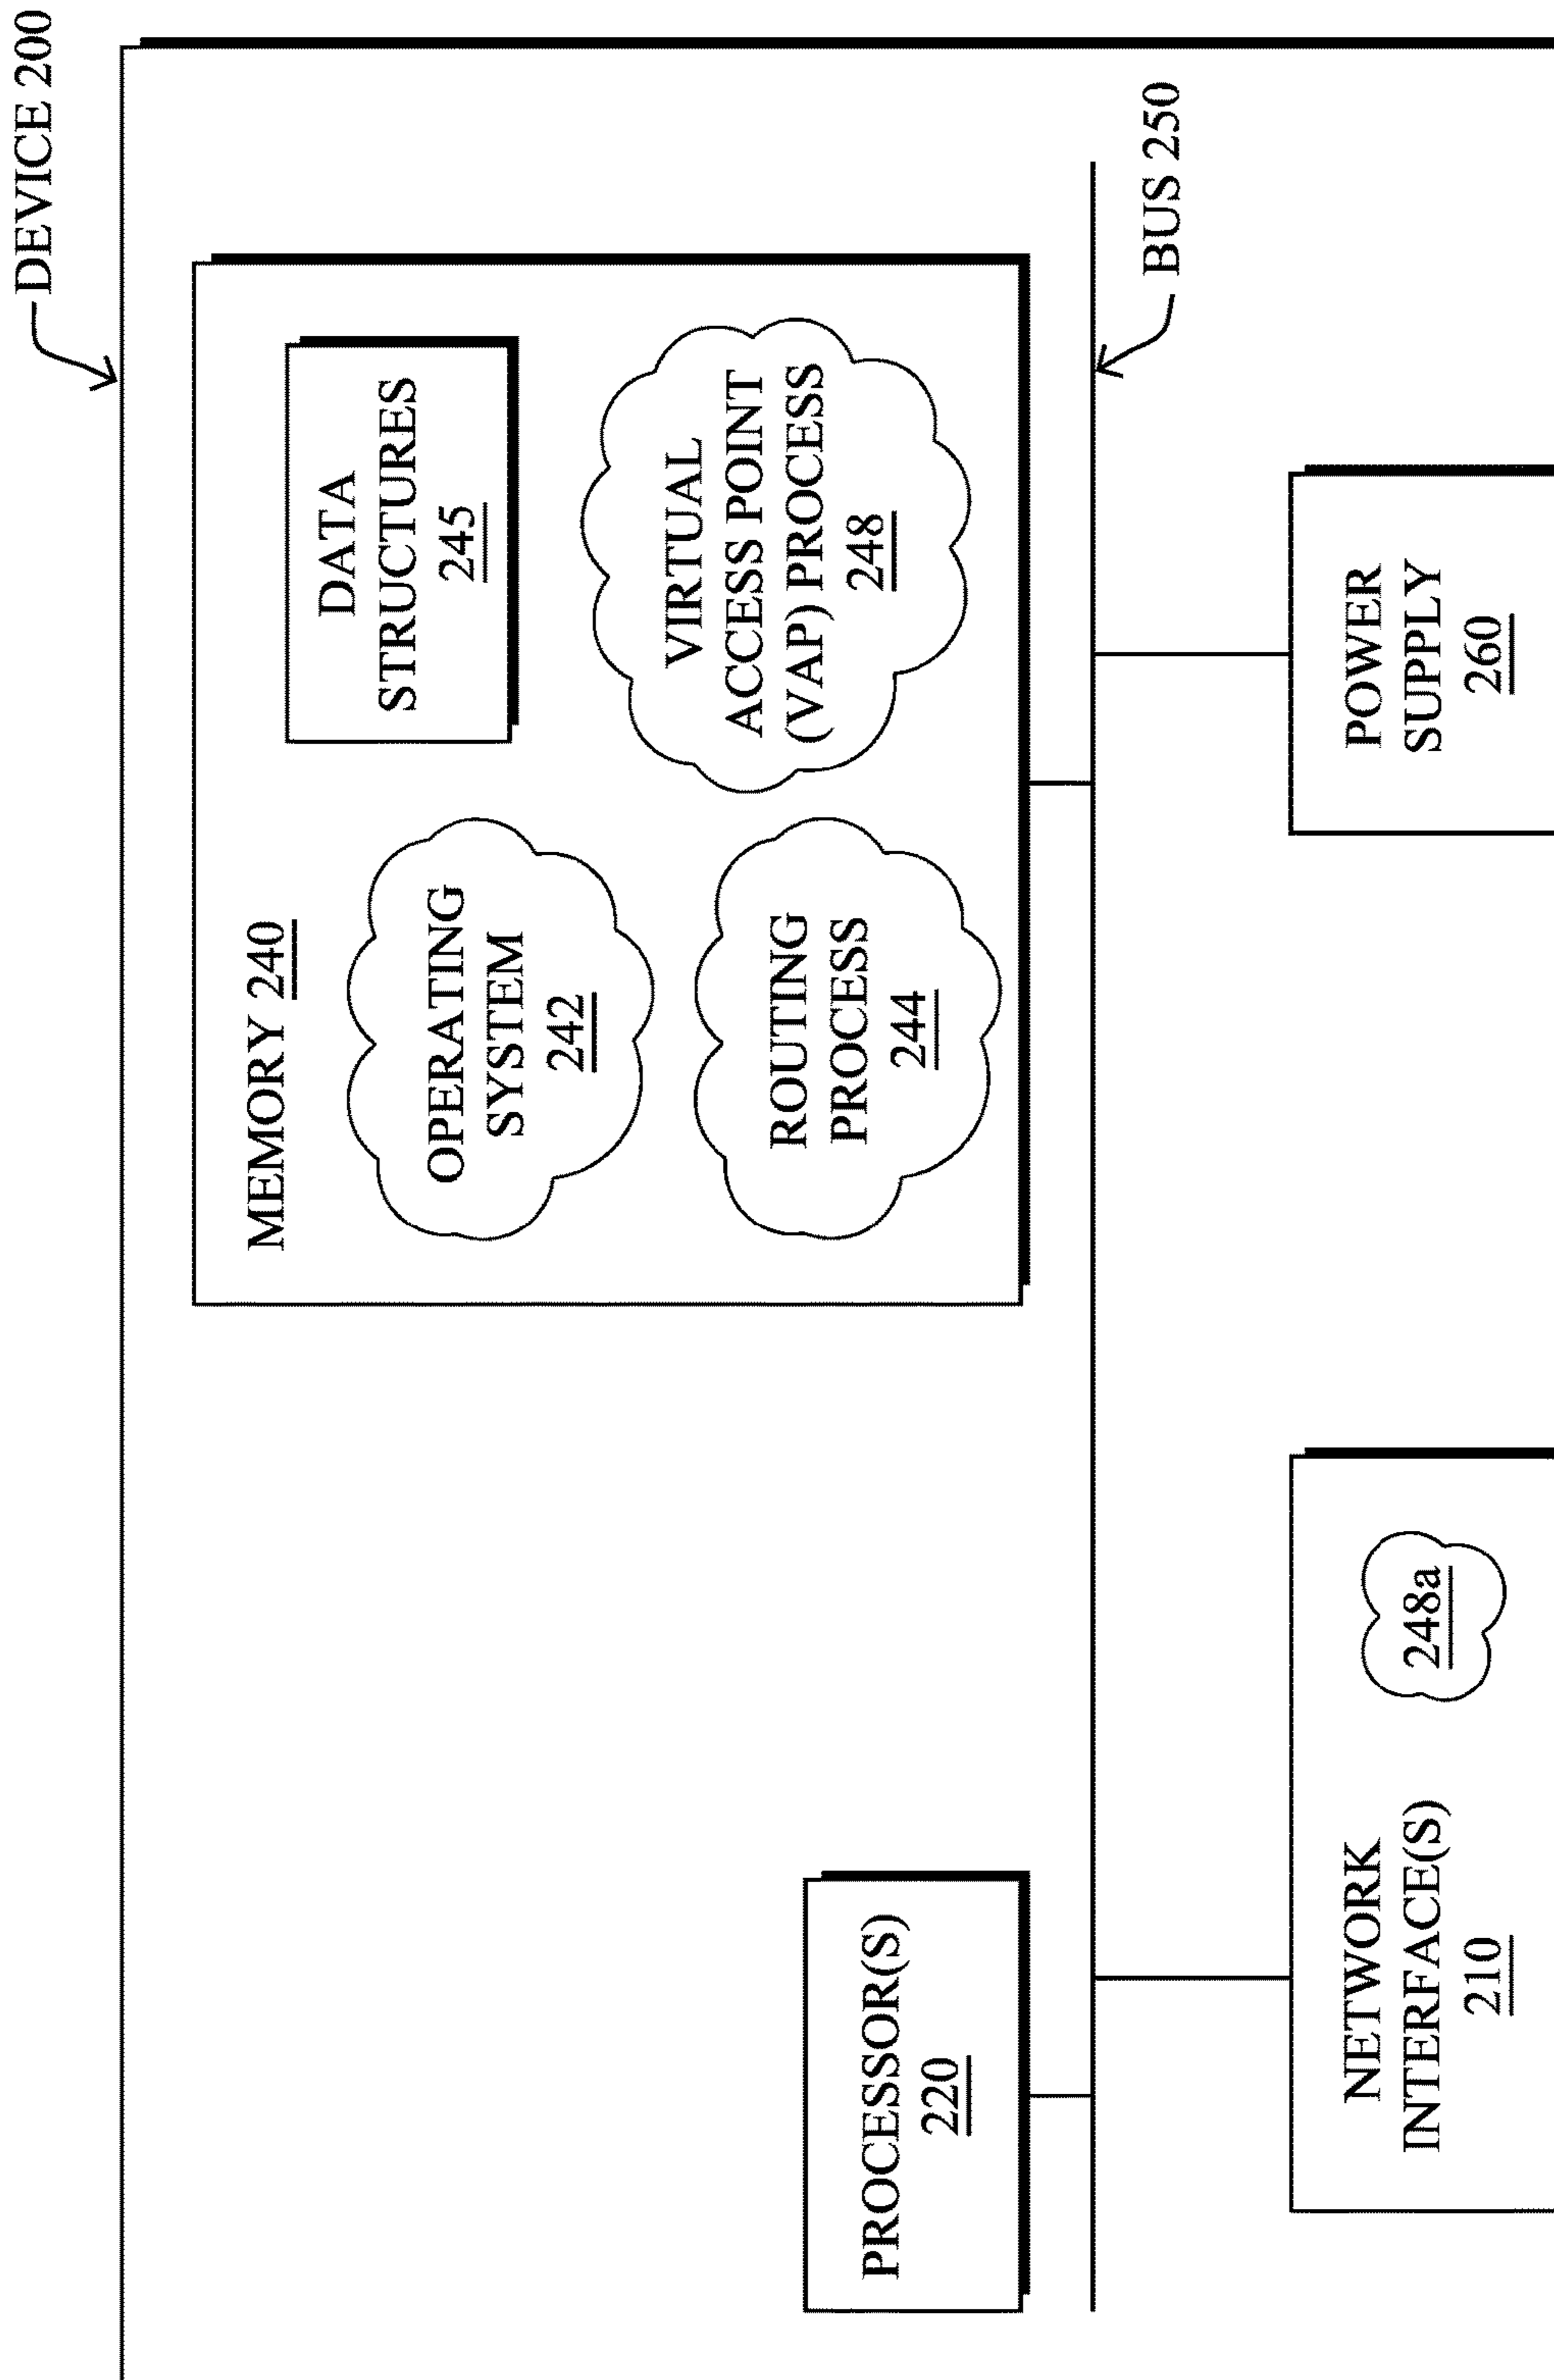 DEVICE 200
MEMORY 240
OPERATING
SYSTEM
242
DATA
STRUCTURES
245
ROUTING
PROCESS
244
VIRTUAL
ACCESS POINT
(VAP) PROCESS
248
PROCESSOR(S)
220
BUS 250
NETWORK
INTERFACE(S)
210
248a
POWER
SUPPLY
260